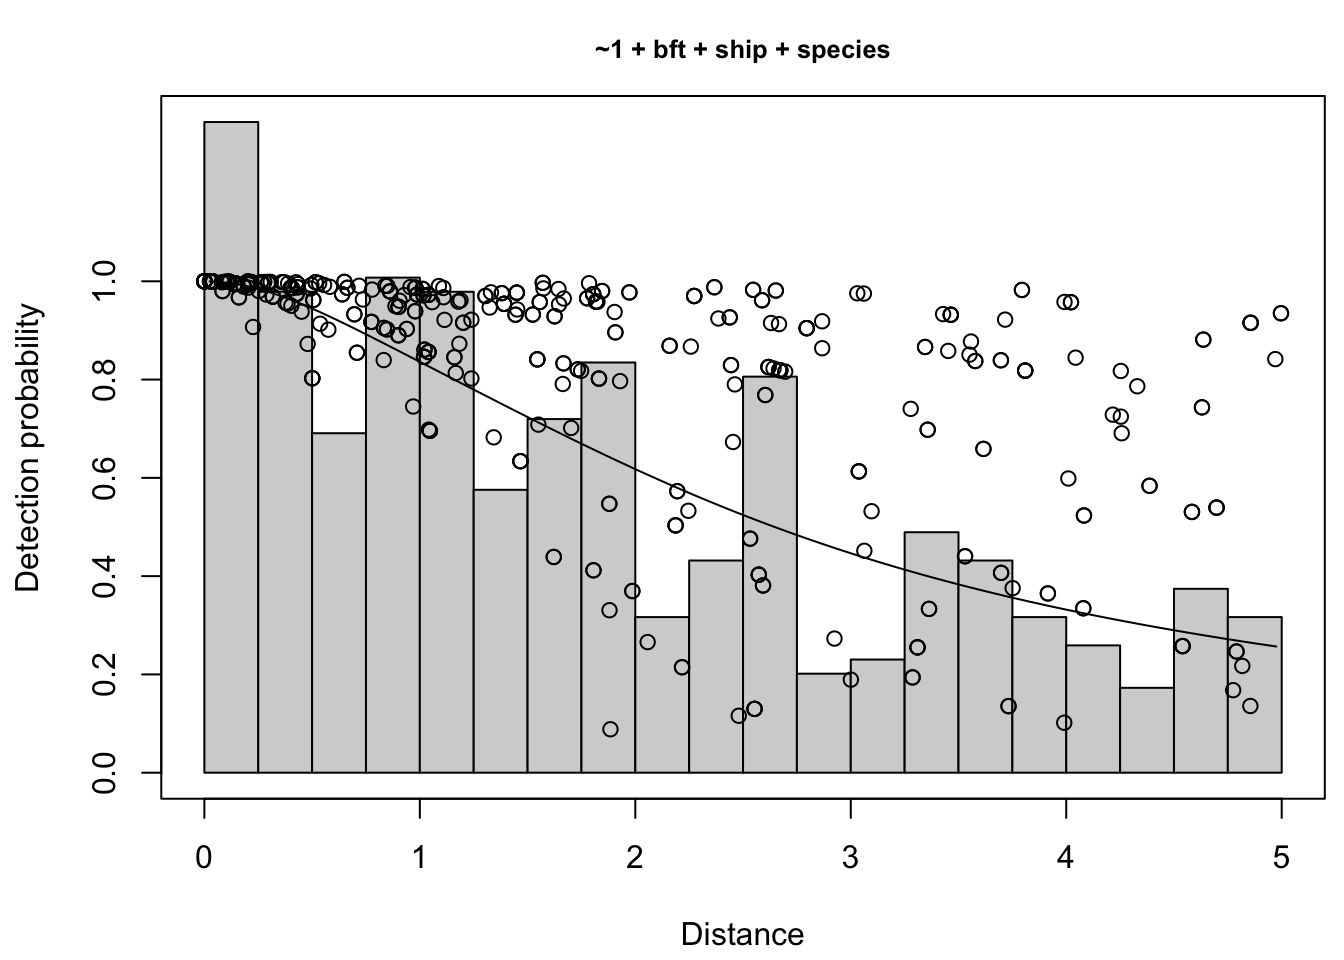 ~1 + bft + ship + species
Detection probability
1.0
0.8
0.6
0.4
0.2
0.0
0 1 2 3 4 5
Distance